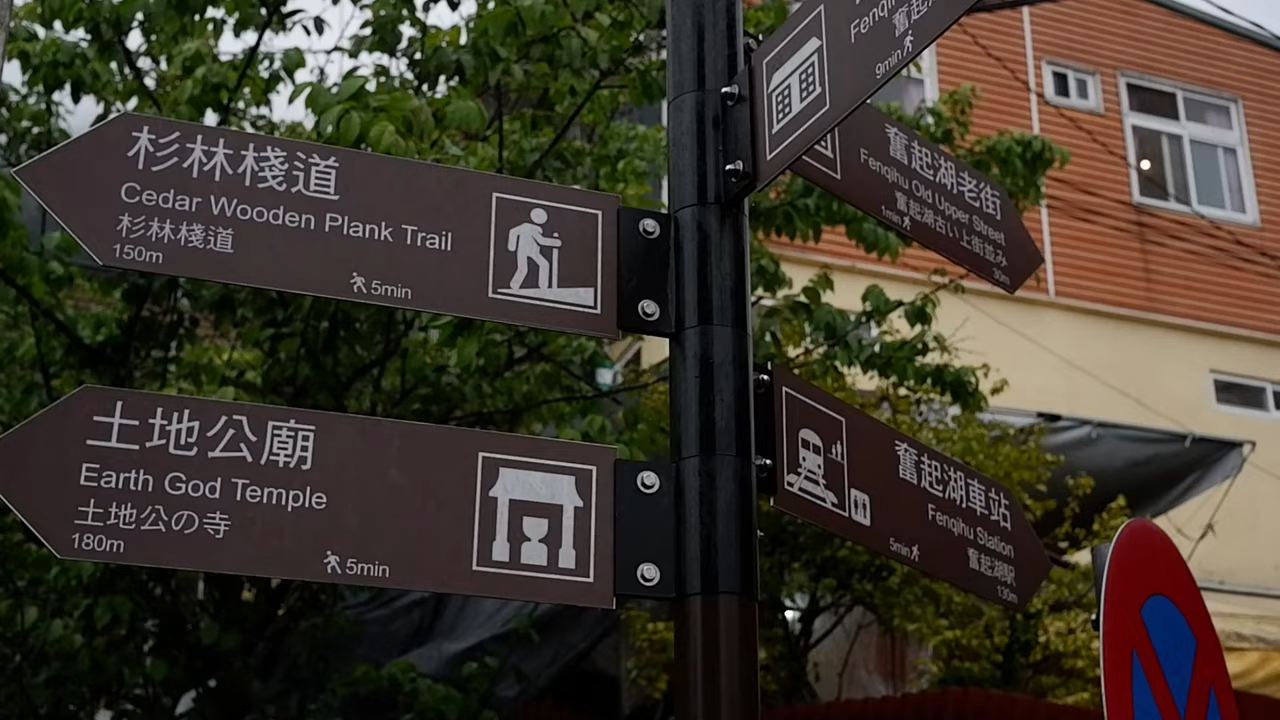 杉林棧道
Cedar Wooden Plank Trail
杉林棧道
150m
5min
土地公廟
Earth God Temple
土地公の寺
180m
5min
9min
奮起湖老街
Fenqihu Old Upper Street
奮起湖古い上街並み
1min
30m
奮起湖車站
Fenqihu Station
奮起湖駅
5min
130m